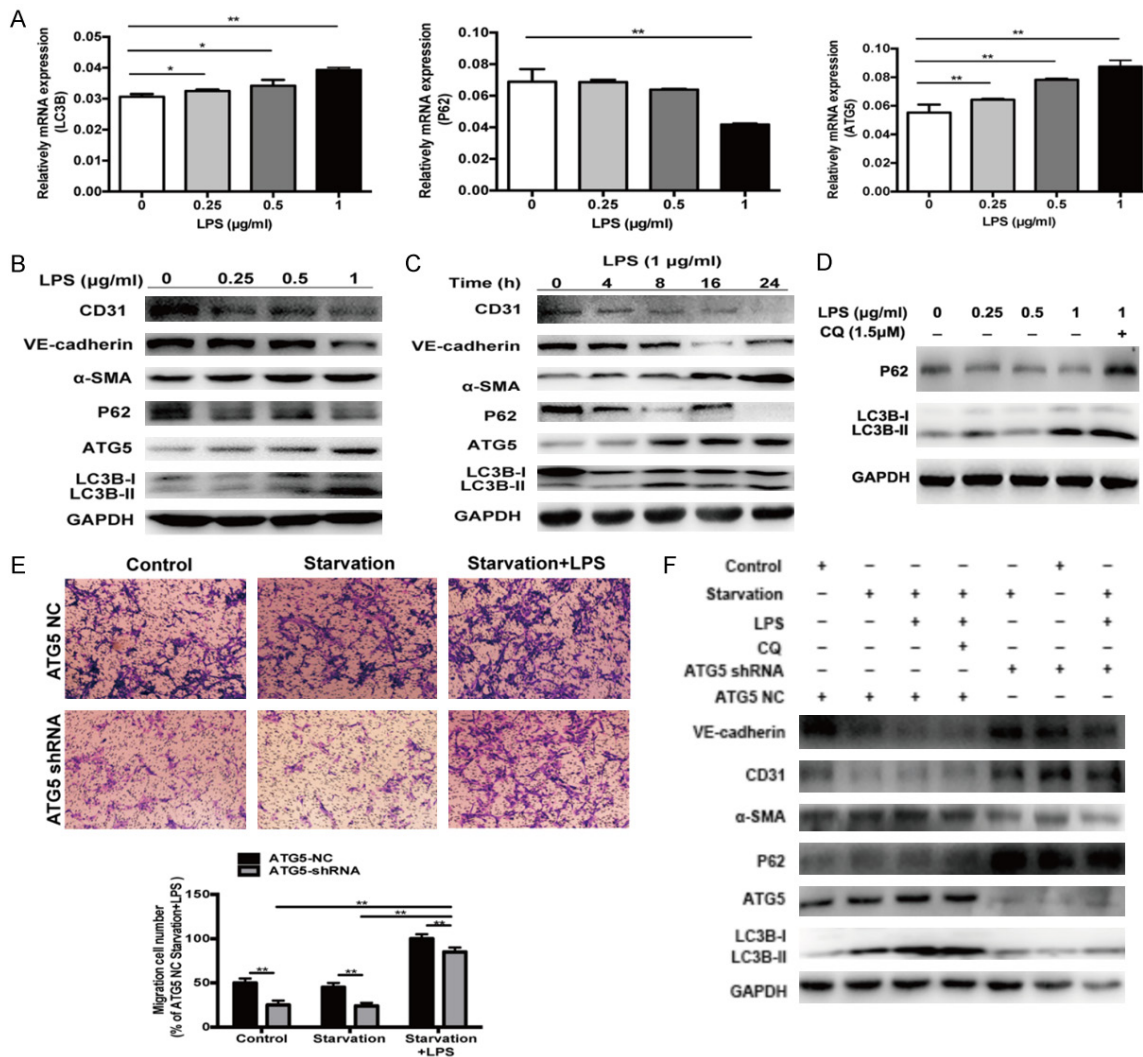 A
Relatively mRNA expression
(LC3B)
0.05
0.04
0.03
0.02
0.01
0.00
*
*
**
0
0.25
0.5
1
LPS (μg/ml)
Relatively mRNA expression
(P62)
0.10
0.08
0.06
0.04
0.02
0.00
**
0
0.25
0.5
1
LPS (μg/ml)
Relatively mRNA expression
(ATG5)
0.10
0.08
0.06
0.04
0.02
0.00
**
**
**
0
0.25
0.5
1
LPS (μg/ml)
B
LPS (μg/ml) 0 0.25 0.5 1
CD31
VE-cadherin
α-SMA
P62
ATG5
LC3B-I
LC3B-II
GAPDH
C
LPS (1 μg/ml)
Time (h) 0 4 8 16 24
CD31
VE-cadherin
α-SMA
P62
ATG5
LC3B-I
LC3B-II
GAPDH
D
LPS (μg/ml) 0 0.25 0.5 1 1
CQ (1.5μM) – – – – +
P62
LC3B-I
LC3B-II
GAPDH
E
Control Starvation Starvation+LPS
ATG5 NC
ATG5 shRNA
ATG5-NC
ATG5-shRNA
Migration cell number
(% of ATG5 NC Starvation+LPS)
150
100
50
0
**
**
**
**
**
Control
Starvation
Starvation
+LPS
F
Control + – – – – + –
Starvation – + + + + – +
LPS – – + + – – +
CQ – – – + – – –
ATG5 shRNA – – – – + + +
ATG5 NC + + + + – – –
VE-cadherin
CD31
α-SMA
P62
ATG5
LC3B-I
LC3B-II
GAPDH